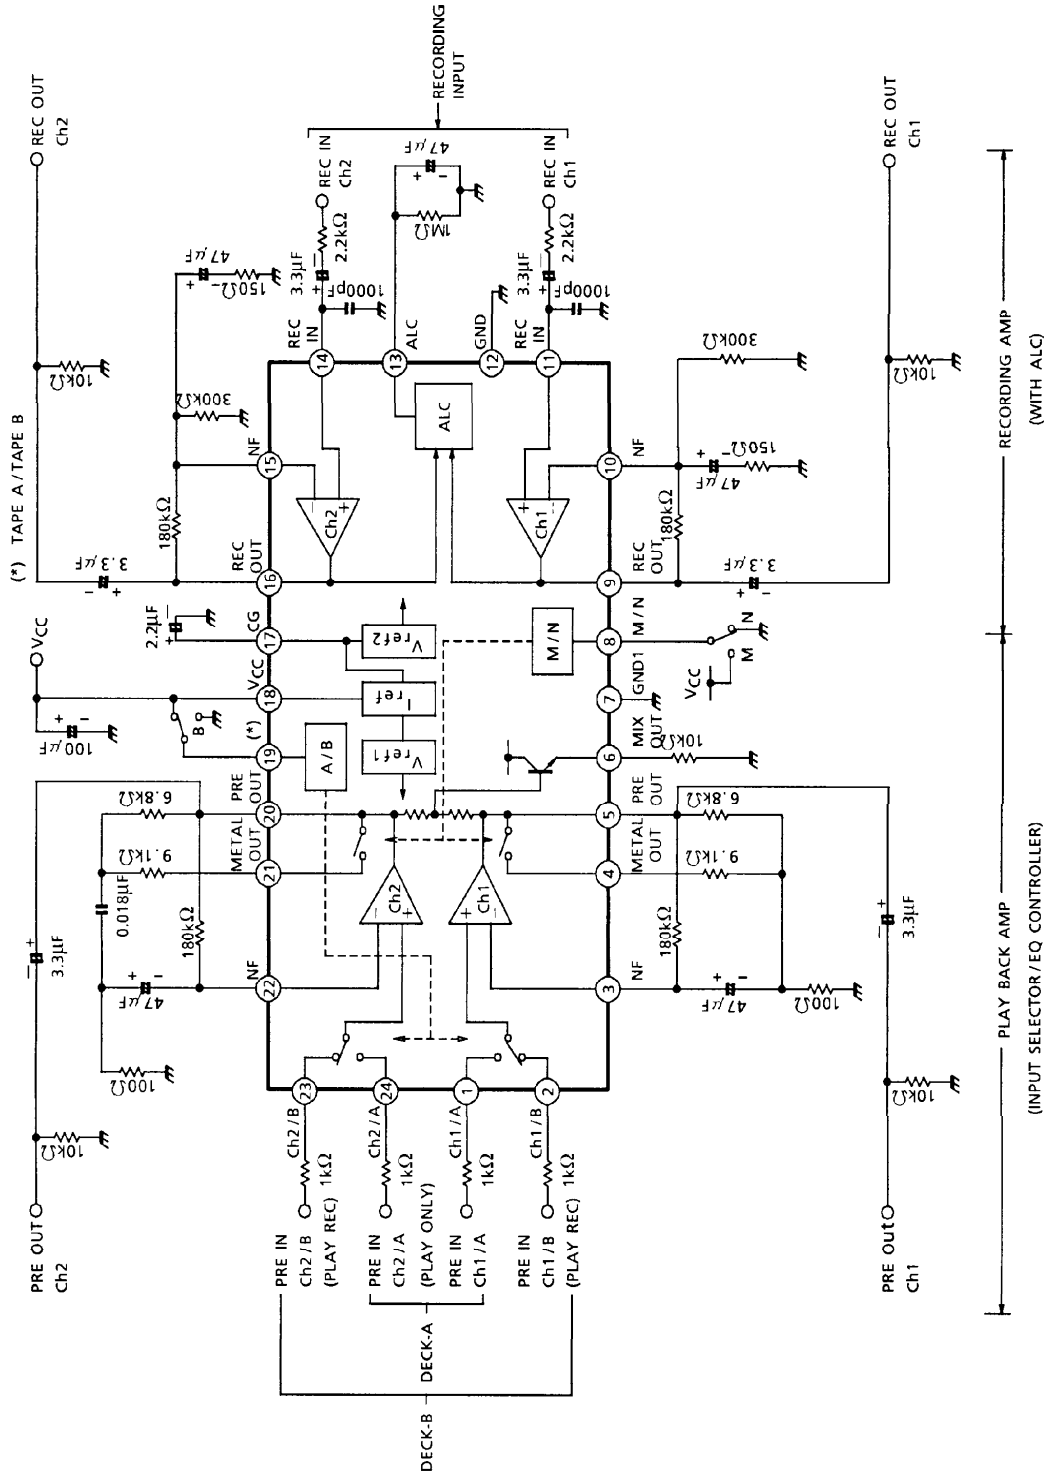 (*) TAPE A/TAPE B
PRE OUT
Ch2
10kΩ
3.3μF
100Ω
47μF
0.018μF
180kΩ
9.1kΩ
6.8kΩ
100μF
VCC
B
2.2μF
3.3μF
180kΩ
300kΩ
47μF
150Ω
10kΩ
REC OUT
Ch2
NF
22
METAL OUT
21
PRE OUT
20
(*)
19
VCC
18
CG
17
REC OUT
16
NF
15
DECK-B
DECK-A
PRE IN
Ch2/B
(PLAY REC)
1kΩ
Ch2/B
23
PRE IN
Ch2/A
(PLAY ONLY)
1kΩ
Ch2/A
24
PRE IN
Ch1/A
1kΩ
Ch1/A
1
PRE IN
Ch1/B
(PLAY REC)
1kΩ
Ch1/B
2
Ch2
Ch1
A/B
Vref1
Iref
Vref2
M/N
Ch2
Ch1
ALC
REC IN
14
1000pF
3.3μF
2.2kΩ
REC IN
Ch2
ALC
13
1MΩ
47μF
GND
12
REC IN
11
1000pF
3.3μF
2.2kΩ
REC IN
Ch1
RECORDING
INPUT
3
NF
4
METAL OUT
5
PRE OUT
6
MIX OUT
7
GND1
8
M/N
9
REC OUT
10
NF
47μF
100Ω
180kΩ
9.1kΩ
6.8kΩ
10kΩ
VCC
M
N
180kΩ
3.3μF
47μF
150Ω
300kΩ
PRE Out
Ch1
10kΩ
3.3μF
10kΩ
REC OUT
Ch1
PLAY BACK AMP
(INPUT SELECTOR/EQ CONTROLLER)
RECORDING AMP
(WITH ALC)